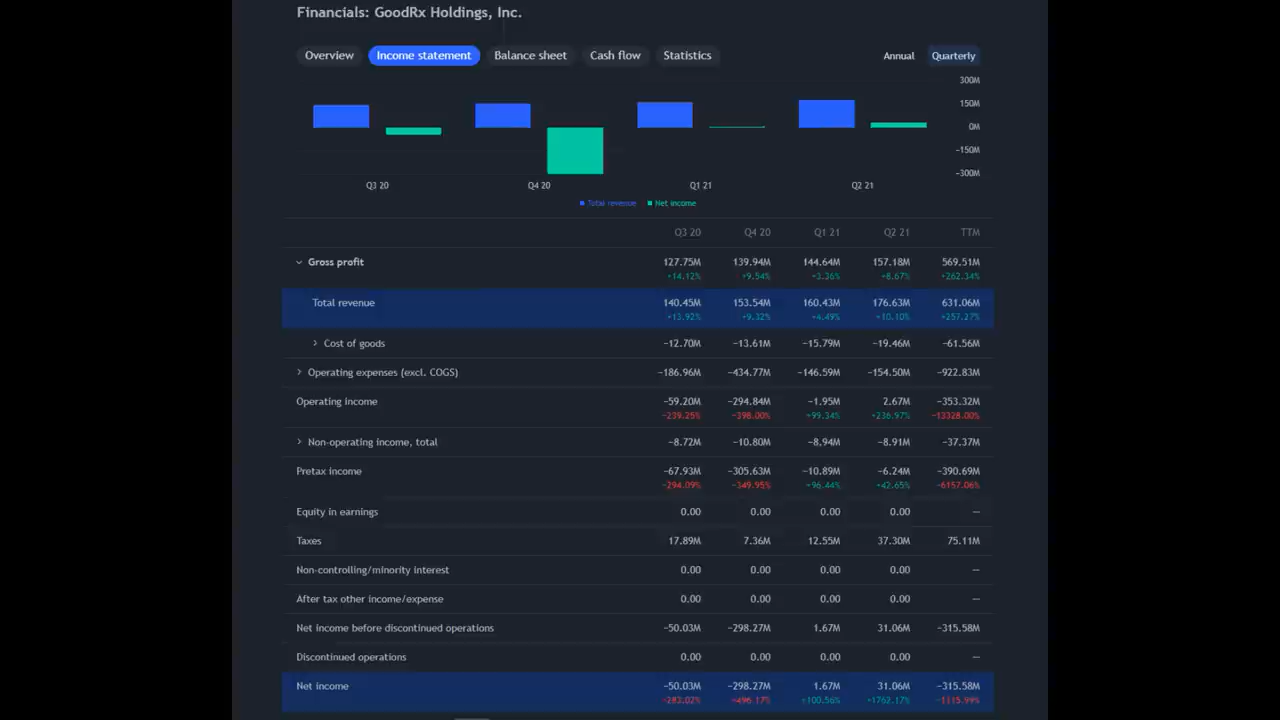 Financials: GoodRx Holdings, Inc.
Overview Income statement Balance sheet Cash flow Statistics Annual Quarterly
300M
150M
0M
−150M
−300M
Q3 20 Q4 20 Q1 21 Q2 21
Total revenue Net income
Q3 20 Q4 20 Q1 21 Q2 21 TTM
Gross profit 127.75M 139.94M 144.64M 157.18M 569.51M
+14.12% +9.54% +3.36% +8.67% +262.34%
Total revenue 140.45M 153.54M 160.43M 176.63M 631.06M
+13.92% +9.32% +4.49% +10.10% +257.27%
Cost of goods −12.70M −13.61M −15.79M −19.46M −61.56M
Operating expenses (excl. COGS) −186.96M −434.77M −146.59M −154.50M −922.83M
Operating income −59.20M −294.84M −1.95M 2.67M −353.32M
−239.25% −398.00% +99.34% +236.97% −13328.00%
Non-operating income, total −8.72M −10.80M −8.94M −8.91M −37.37M
Pretax income −67.93M −305.63M −10.89M −6.24M −390.69M
−294.09% −349.95% +96.44% +42.65% −6157.06%
Equity in earnings 0.00 0.00 0.00 0.00 —
Taxes 17.89M 7.36M 12.55M 37.30M 75.11M
Non-controlling/minority interest 0.00 0.00 0.00 0.00 —
After tax other income/expense 0.00 0.00 0.00 0.00 —
Net income before discontinued operations −50.03M −298.27M 1.67M 31.06M −315.58M
Discontinued operations 0.00 0.00 0.00 0.00 —
Net income −50.03M −298.27M 1.67M 31.06M −315.58M
−283.02% −496.17% +100.56% +1762.17% −1115.99%